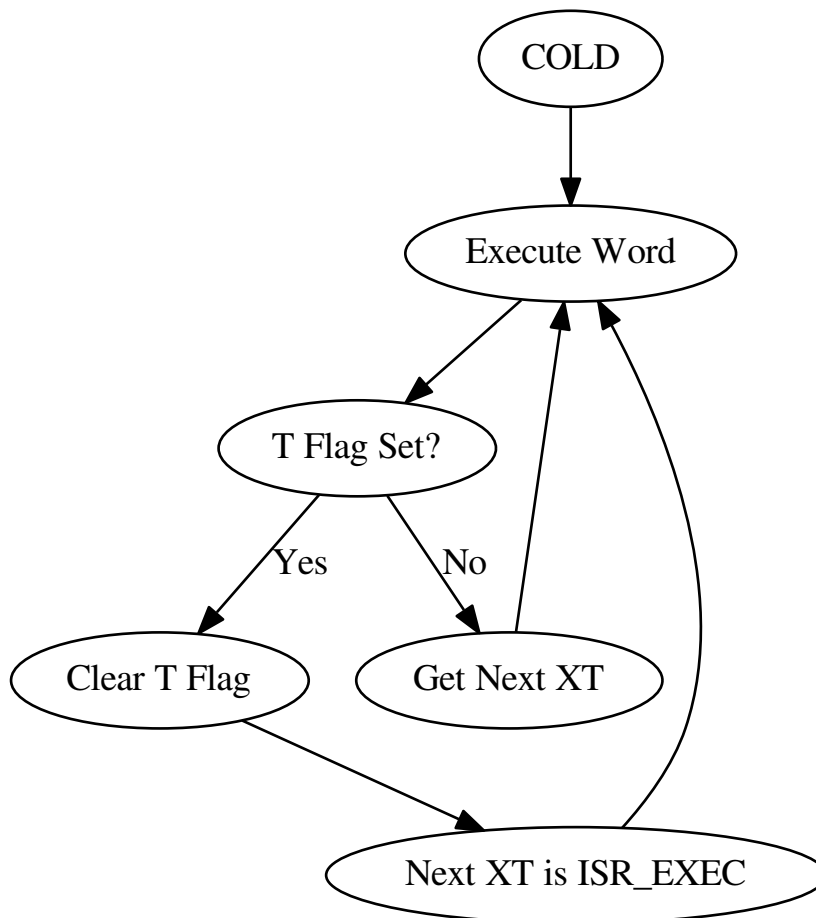 COLD
Execute Word
T Flag Set?
Yes
No
Clear T Flag
Get Next XT
Next XT is ISR_EXEC